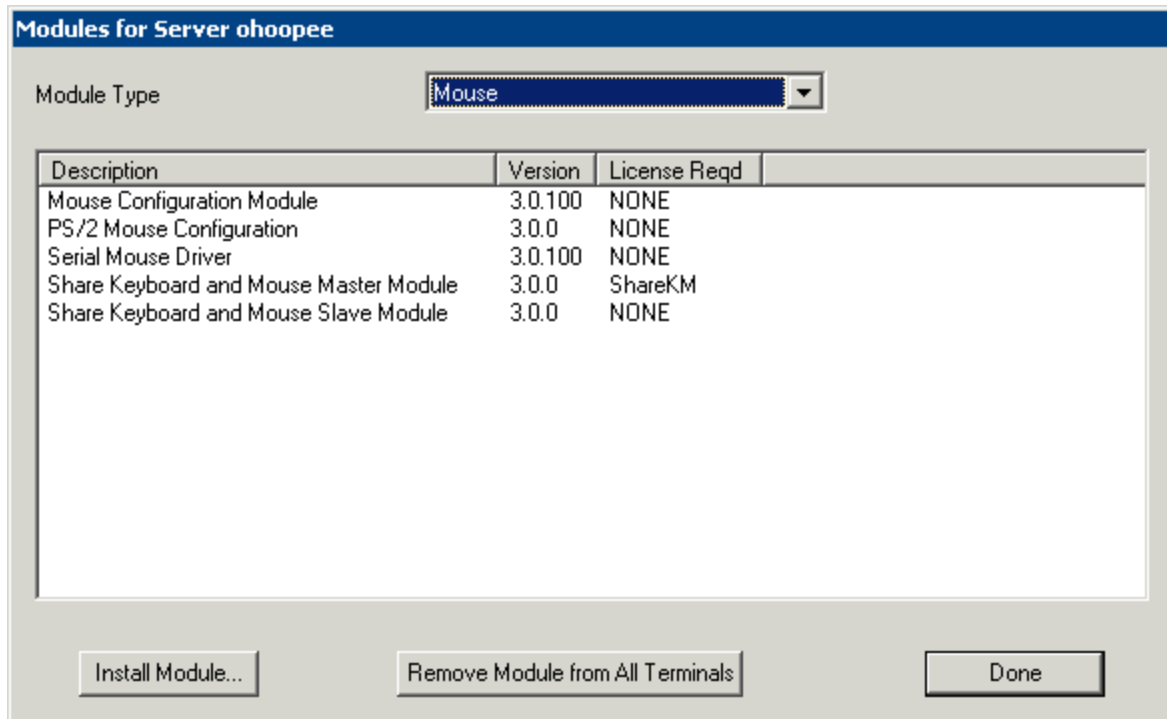 Modules for Server ohoopee
Module Type Mouse
Description Version License Reqd
Mouse Configuration Module 3.0.100 NONE
PS/2 Mouse Configuration 3.0.0 NONE
Serial Mouse Driver 3.0.100 NONE
Share Keyboard and Mouse Master Module 3.0.0 ShareKM
Share Keyboard and Mouse Slave Module 3.0.0 NONE
Install Module... Remove Module from All Terminals Done